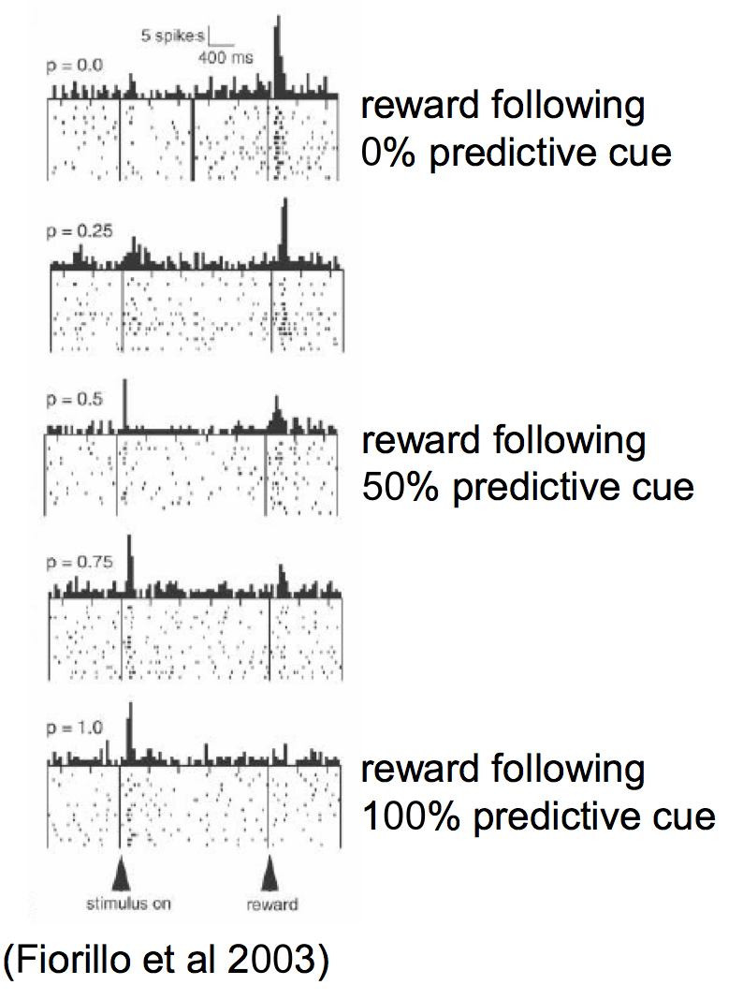 5 spikes
400 ms
p = 0.0
reward following
0% predictive cue
p = 0.25
p = 0.5
reward following
50% predictive cue
p = 0.75
p = 1.0
reward following
100% predictive cue
stimulus on
reward
(Fiorillo et al 2003)